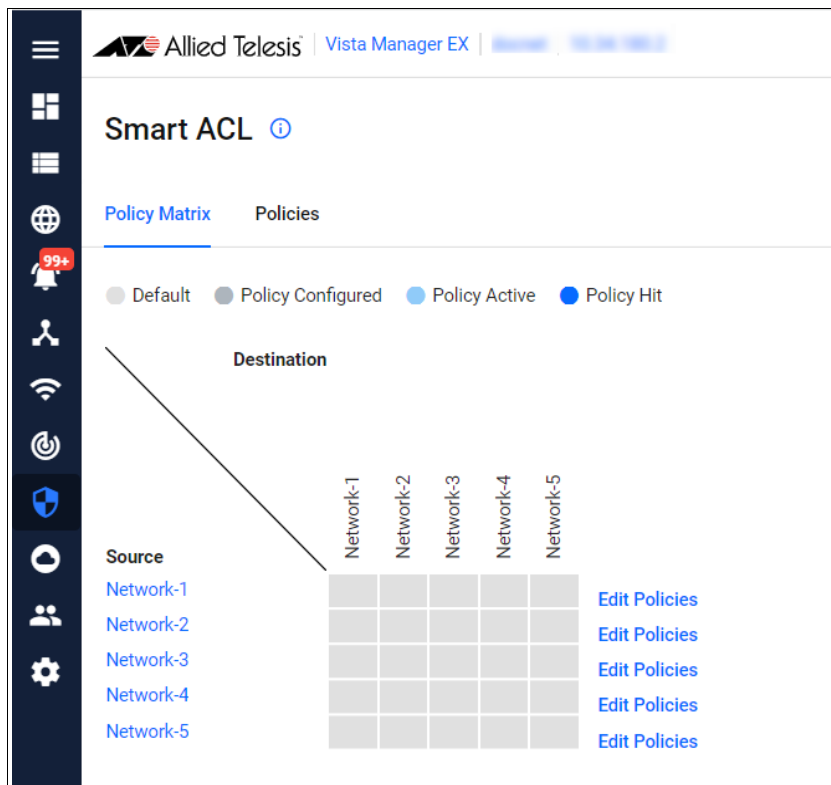 Allied Telesis Vista Manager EX
Smart ACL
Policy Matrix Policies
99+
Default Policy Configured Policy Active Policy Hit
Destination
Network-1
Network-2
Network-3
Network-4
Network-5
Source
Network-1 Edit Policies
Network-2 Edit Policies
Network-3 Edit Policies
Network-4 Edit Policies
Network-5 Edit Policies